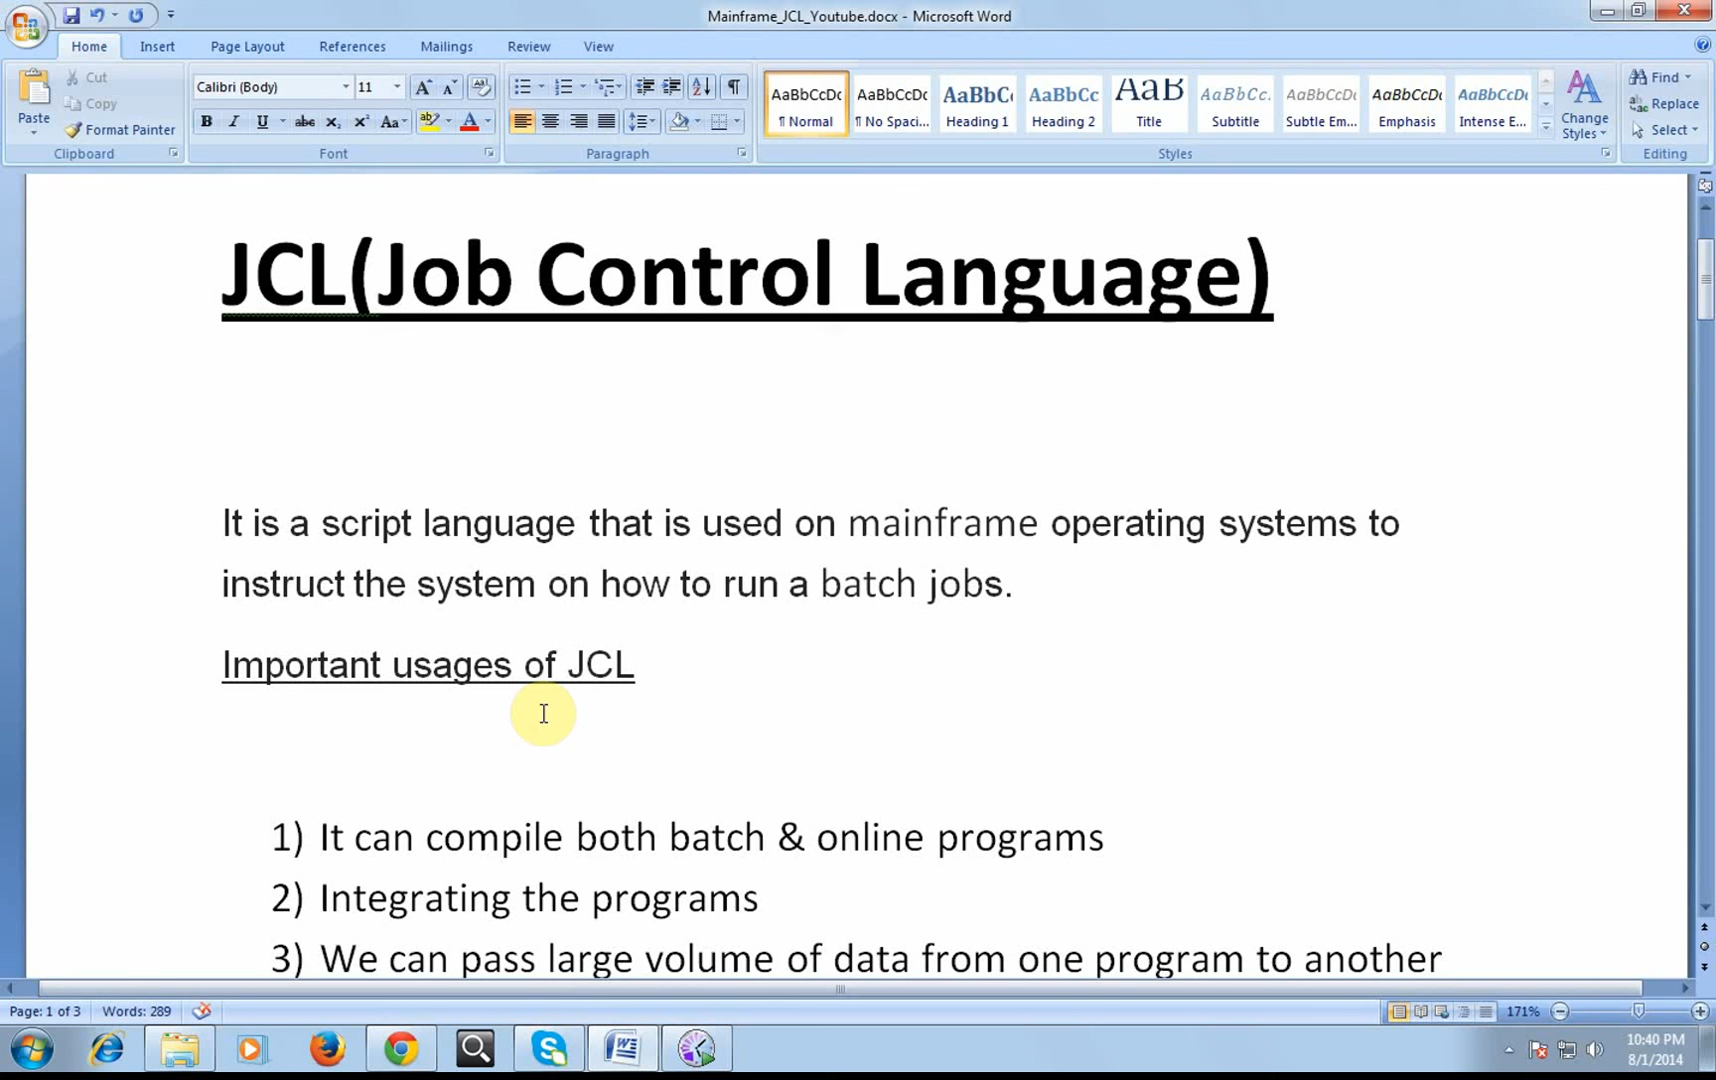 Mainframe_JCL_Youtube.docx - Microsoft Word
Home Insert Page Layout References Mailings Review View
Paste Cut Copy Format Painter
Calibri (Body) 11
AaBbCcDc AaBbCcDc AaBbC AaBbCc AaB AaBbCc. AaBbCcDc AaBbCcDc AaBbCcDc
¶ Normal ¶ No Spaci... Heading 1 Heading 2 Title Subtitle Subtle Em... Emphasis Intense E...
Change Styles
Find Replace Select
Clipboard Font Paragraph Styles Editing
JCL(Job Control Language)
It is a script language that is used on mainframe operating systems to
instruct the system on how to run a batch jobs.
Important usages of JCL
1) It can compile both batch & online programs
2) Integrating the programs
3) We can pass large volume of data from one program to another
Page: 1 of 3 Words: 289 171%
10:40 PM
8/1/2014